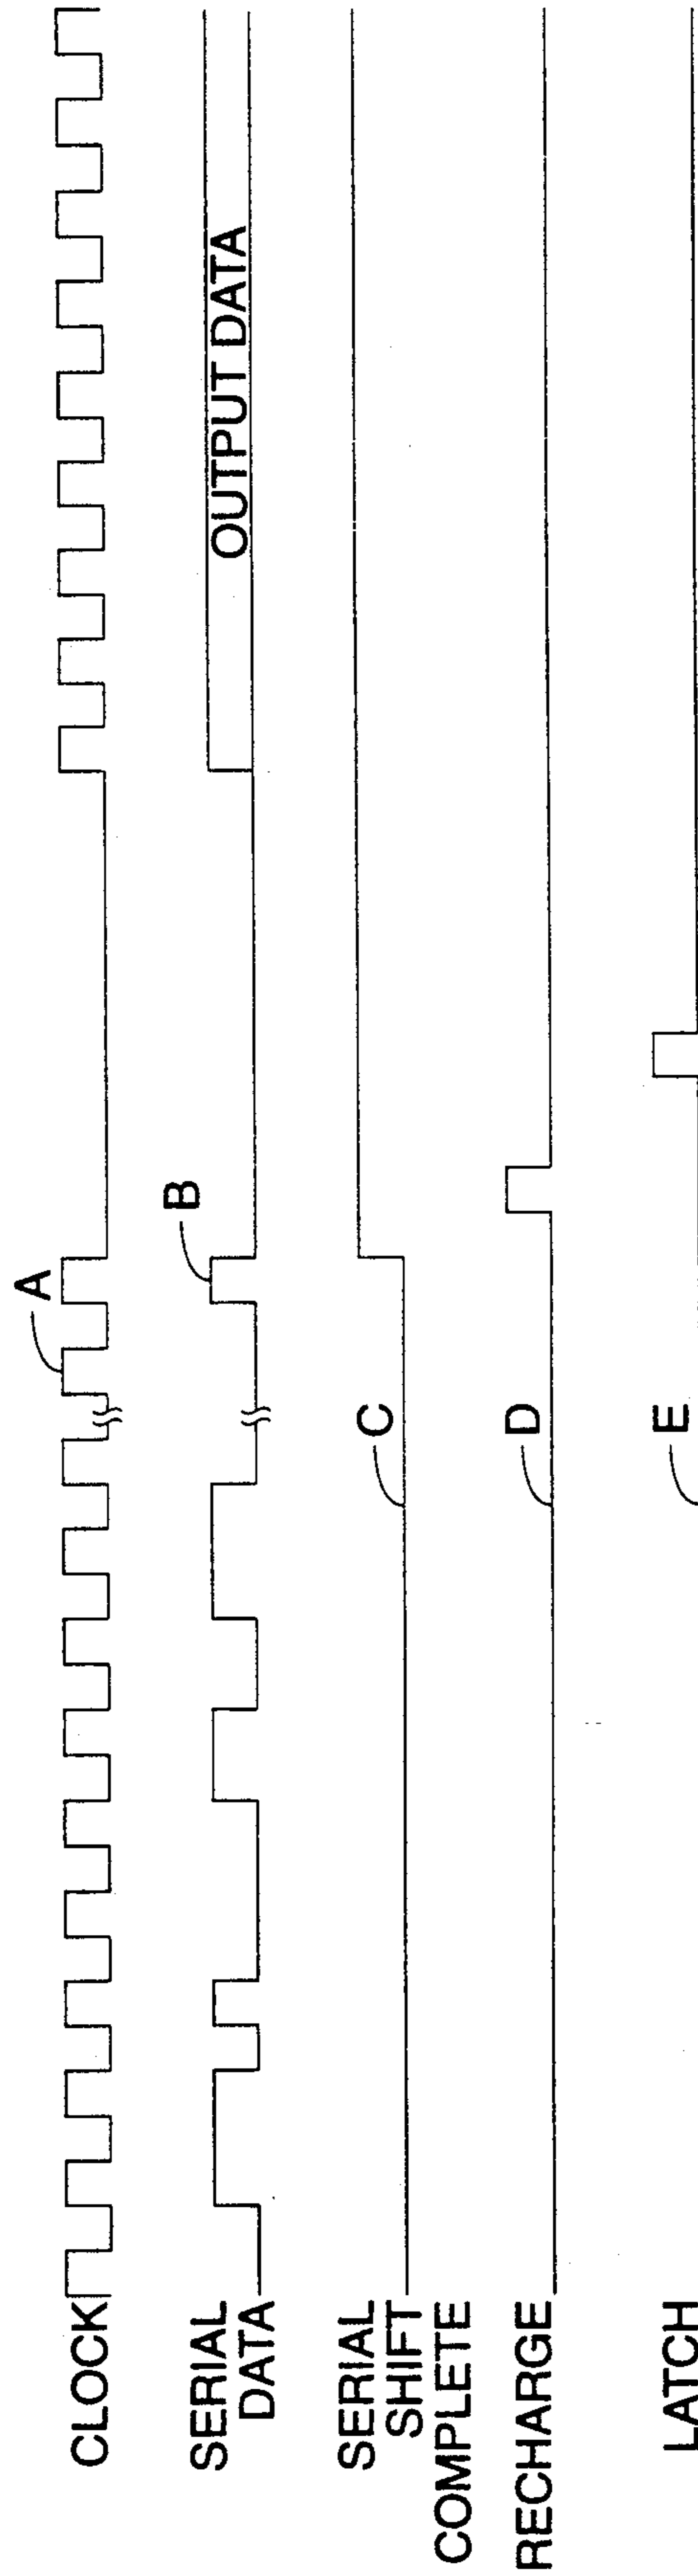 CLOCK
A
SERIAL
DATA
B
OUTPUT DATA
SERIAL
SHIFT
COMPLETE
C
RECHARGE
D
LATCH
E